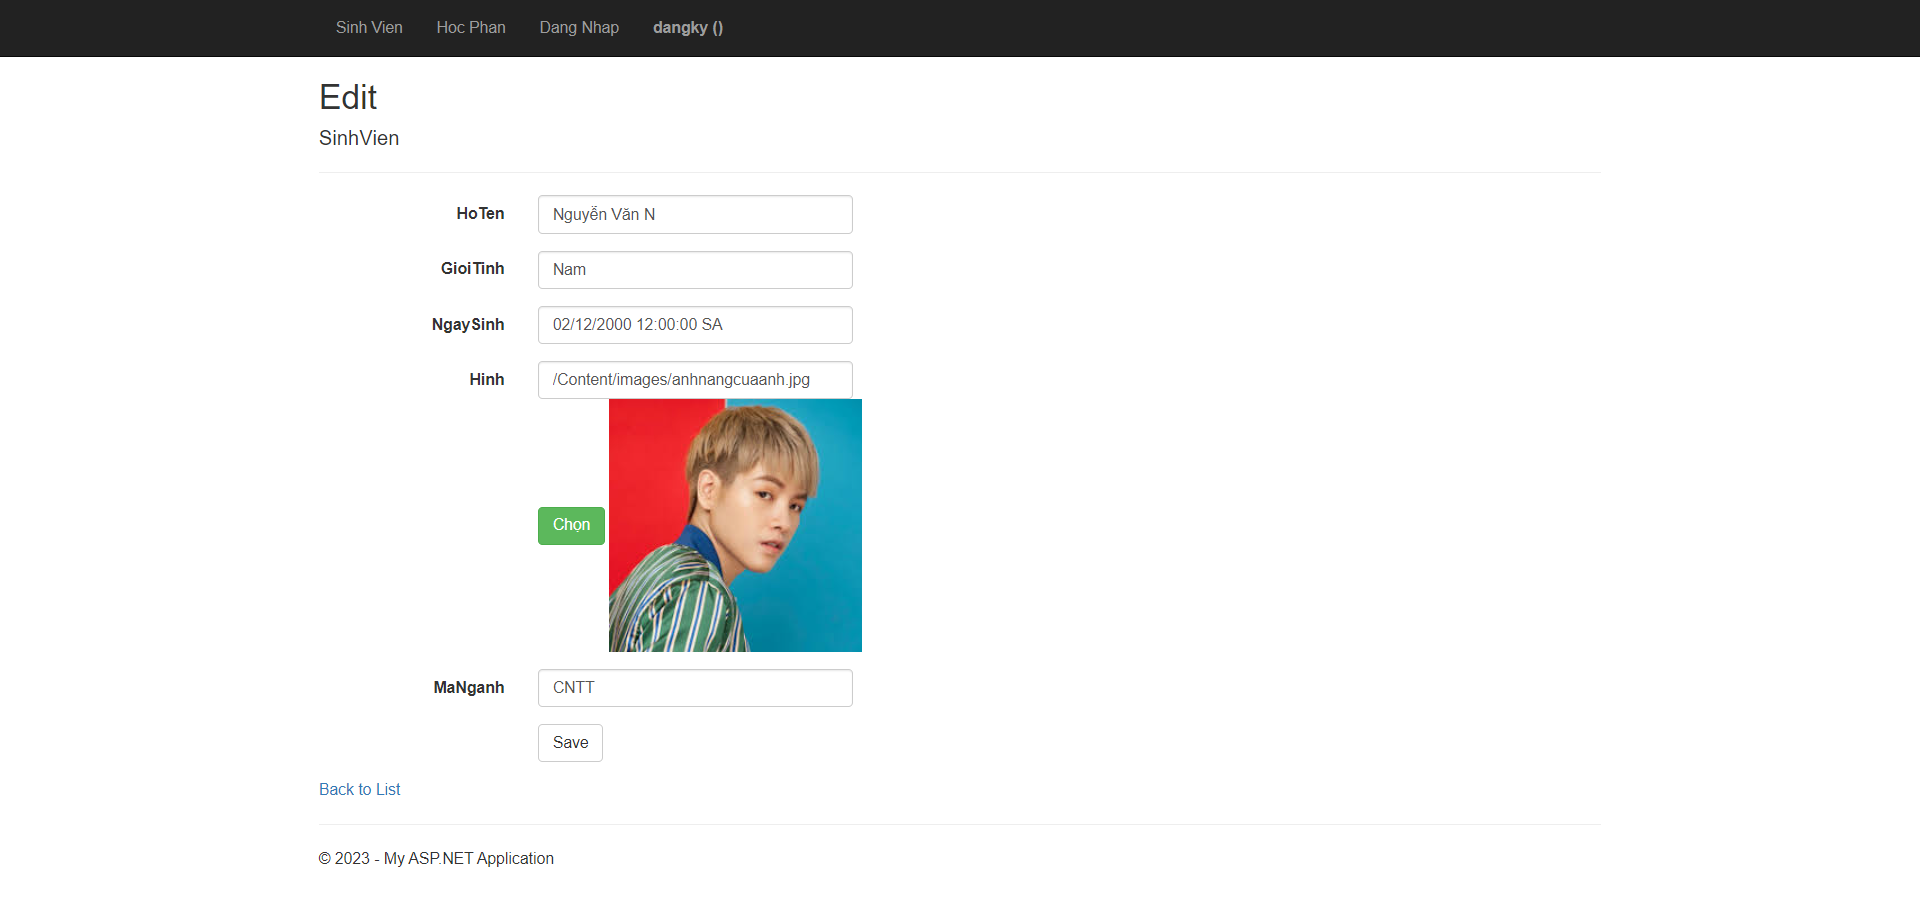 Sinh Vien Hoc Phan Dang Nhap dangky ()
Edit
SinhVien
HoTen Nguyễn Văn N
GioiTinh Nam
NgaySinh 02/12/2000 12:00:00 SA
Hinh /Content/images/anhnangcuaanh.jpg
Chọn
MaNganh CNTT
Save
Back to List
© 2023 - My ASP.NET Application